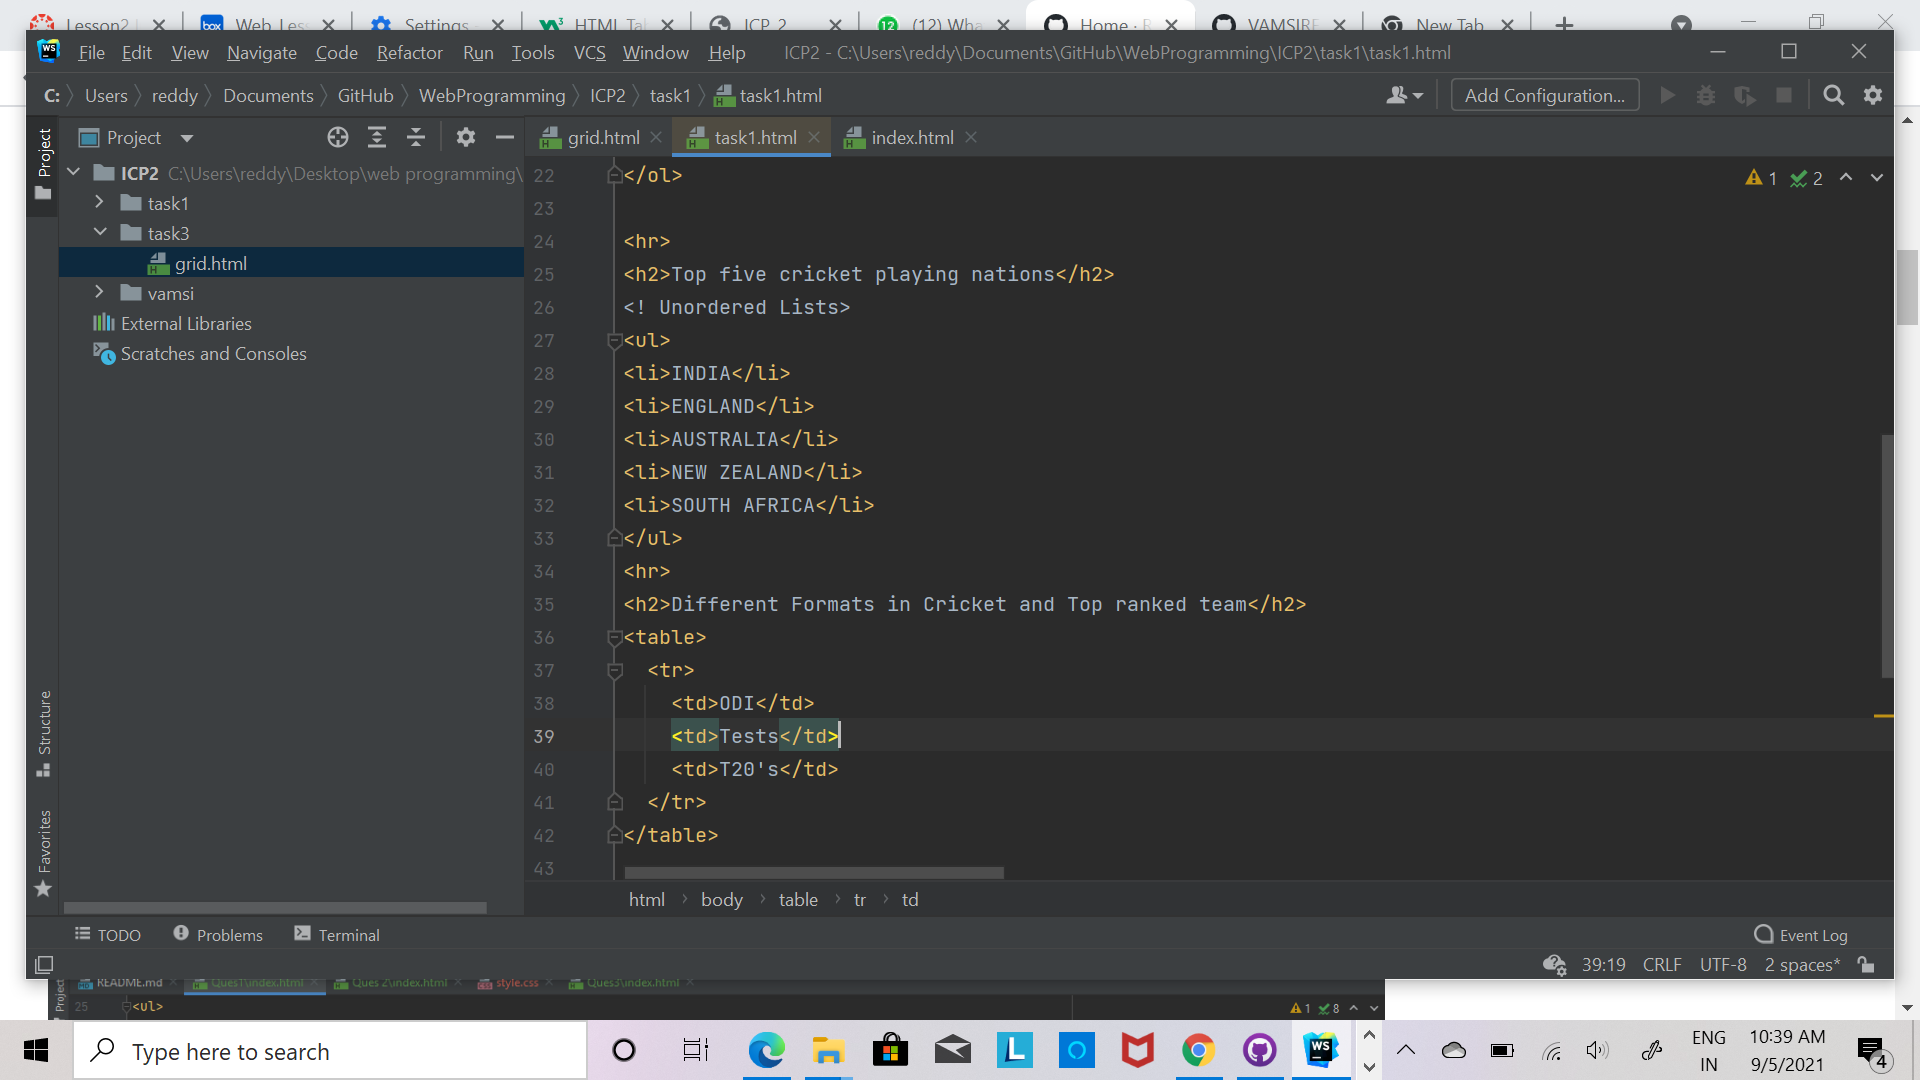 Lesson2
Web Less
Settings
HTML Tab
ICP 2
(12) Wha
Home · R
VAMSIRE
New Tab
File Edit View Navigate Code Refactor Run Tools VCS Window Help ICP2 - C:\Users\reddy\Documents\GitHub\WebProgramming\ICP2\task1\task1.html
C: Users reddy Documents GitHub WebProgramming ICP2 task1 task1.html
Add Configuration...
Project
Project
grid.html task1.html index.html
ICP2 C:\Users\reddy\Desktop\web programming\
task1
task3
grid.html
vamsi
External Libraries
Scratches and Consoles
1 2
22 </ol>
23
24 <hr>
25 <h2>Top five cricket playing nations</h2>
26 <! Unordered Lists>
27 <ul>
28 <li>INDIA</li>
29 <li>ENGLAND</li>
30 <li>AUSTRALIA</li>
31 <li>NEW ZEALAND</li>
32 <li>SOUTH AFRICA</li>
33 </ul>
34 <hr>
35 <h2>Different Formats in Cricket and Top ranked team</h2>
36 <table>
37 <tr>
38 <td>ODI</td>
39 <td>Tests</td>
40 <td>T20's</td>
41 </tr>
42 </table>
43
Structure
Favorites
html body table tr td
TODO Problems Terminal Event Log
39:19 CRLF UTF-8 2 spaces*
Project
README.md Ques1\index.html Ques 2\index.html style.css Ques3\index.html
25 <ul>
1 8
Type here to search
ENG
IN
10:39 AM
9/5/2021
4